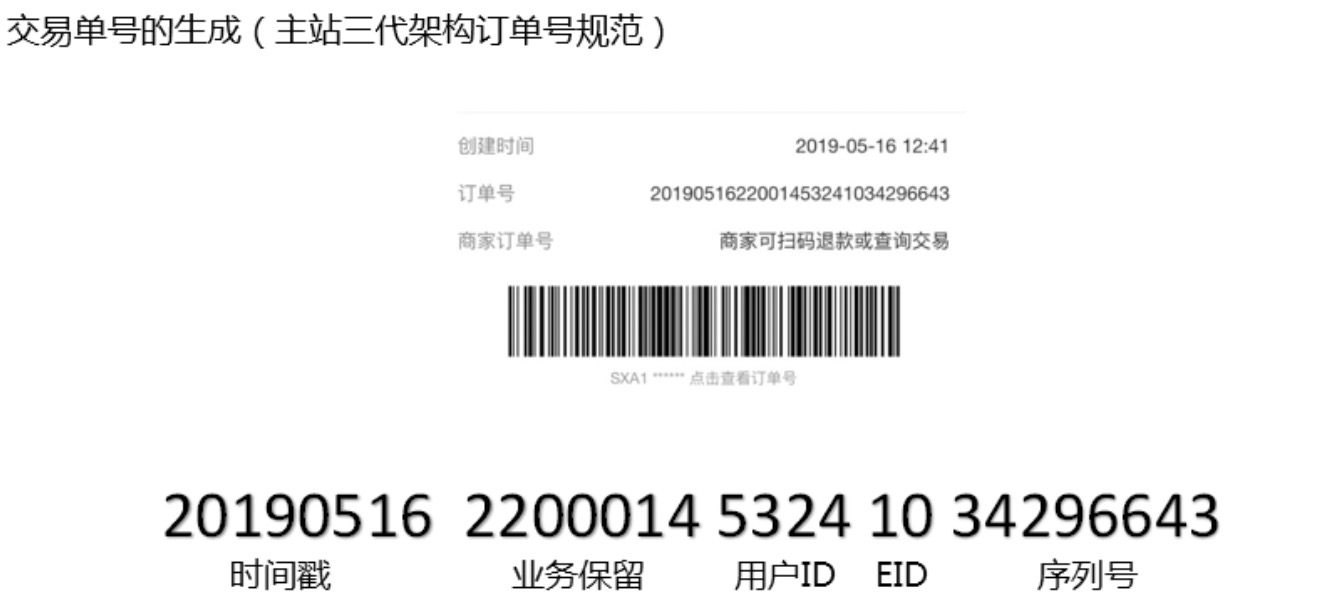 交易单号的生成（主站三代架构订单号规范）
创建时间 2019-05-16 12:41
订单号 2019051622001453241034296643
商家订单号 商家可扫码退款或查询交易
SXA1 ****** 点击查看订单号
20190516 2200014 5324 10 34296643
时间戳 业务保留 用户ID EID 序列号